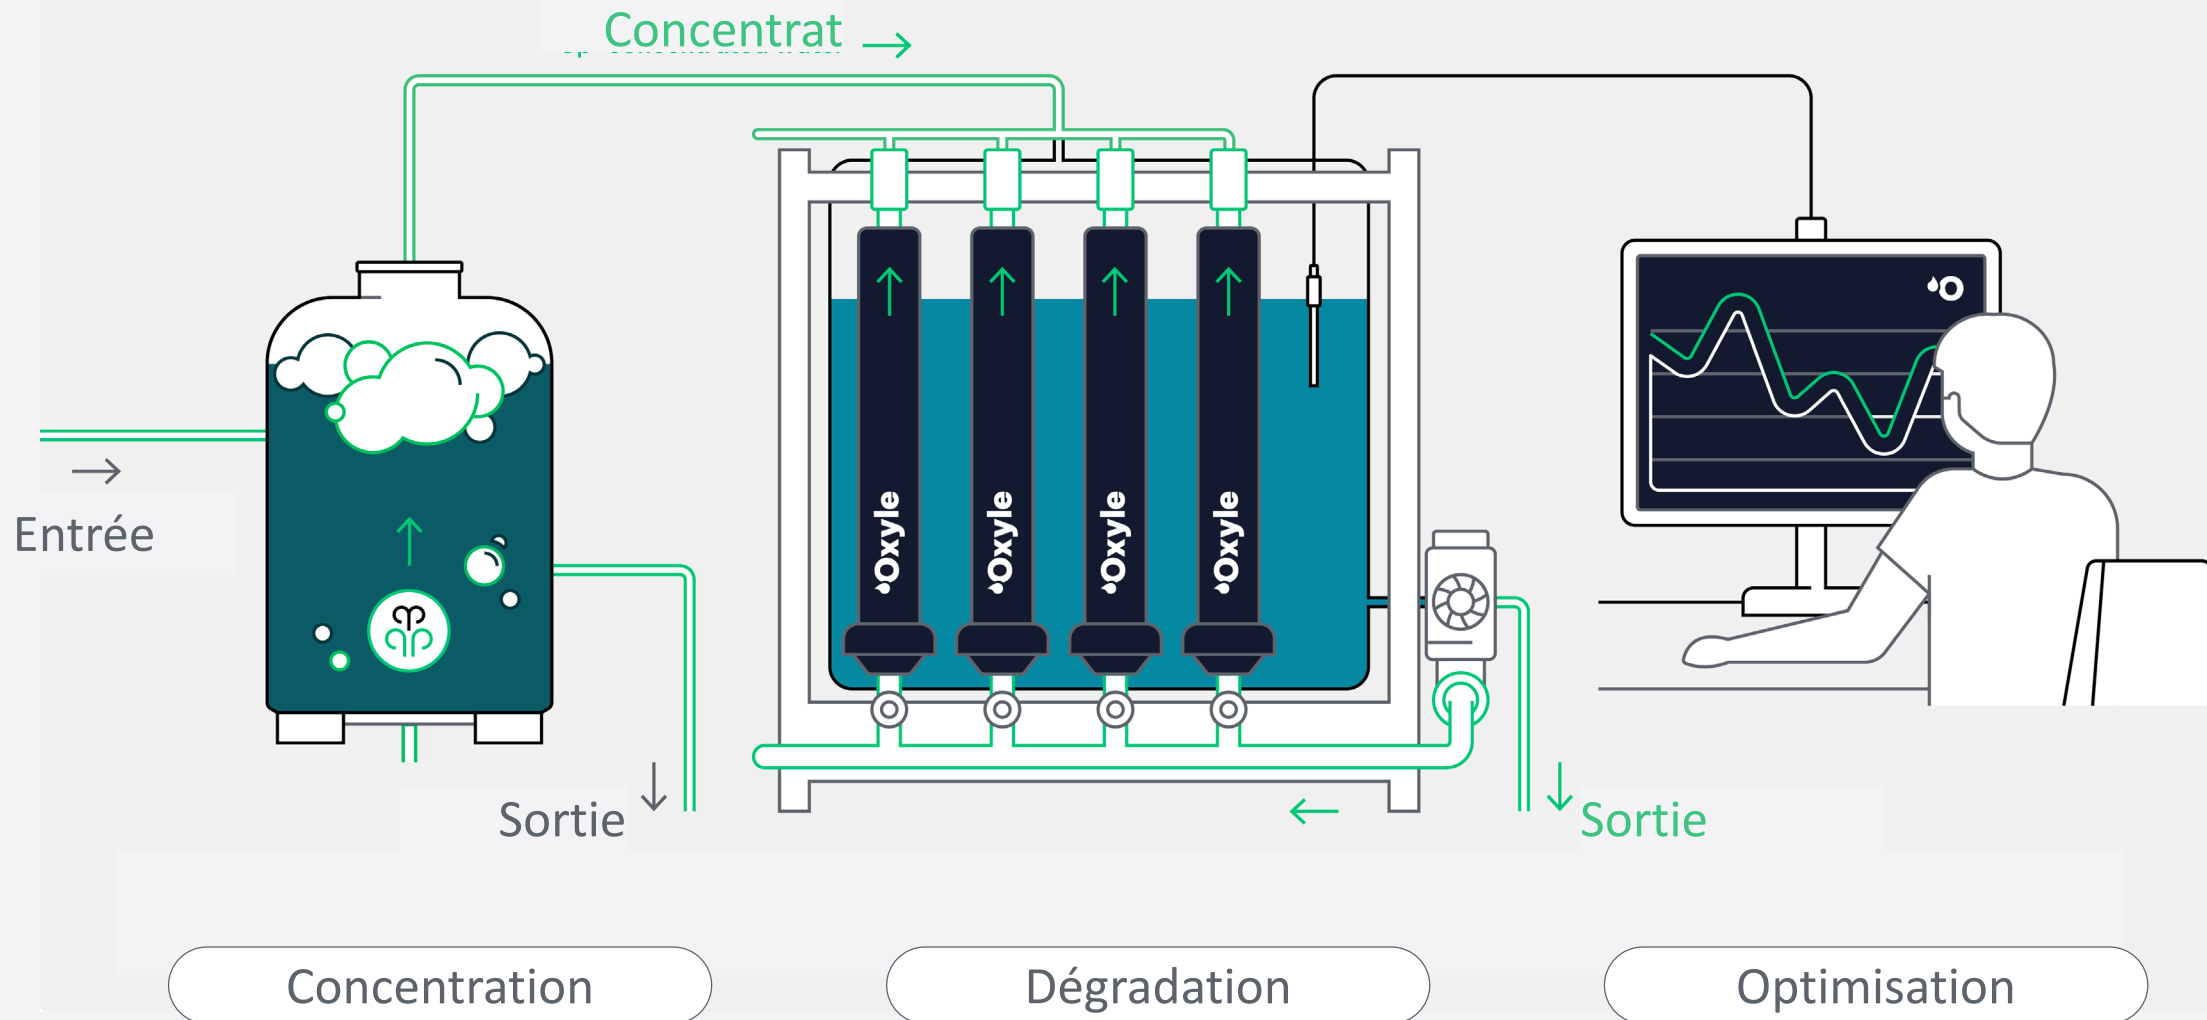 Concentrat
Entrée
Oxyle
Oxyle
Oxyle
Oxyle
Sortie
Sortie
Concentration
Dégradation
Optimisation